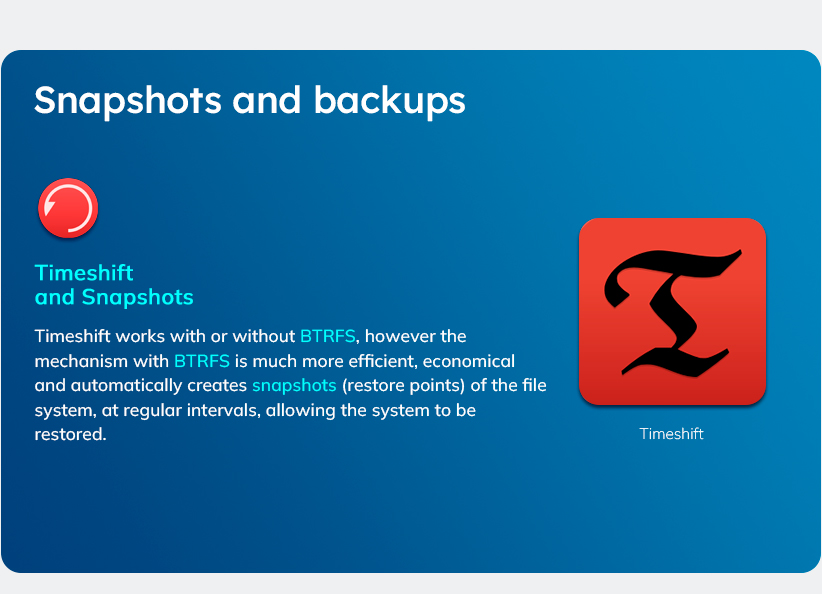 Snapshots and backups
Timeshift
and Snapshots
Timeshift works with or without BTRFS, however the
mechanism with BTRFS is much more efficient, economical
and automatically creates snapshots (restore points) of the file
system, at regular intervals, allowing the system to be
restored.
T
Timeshift